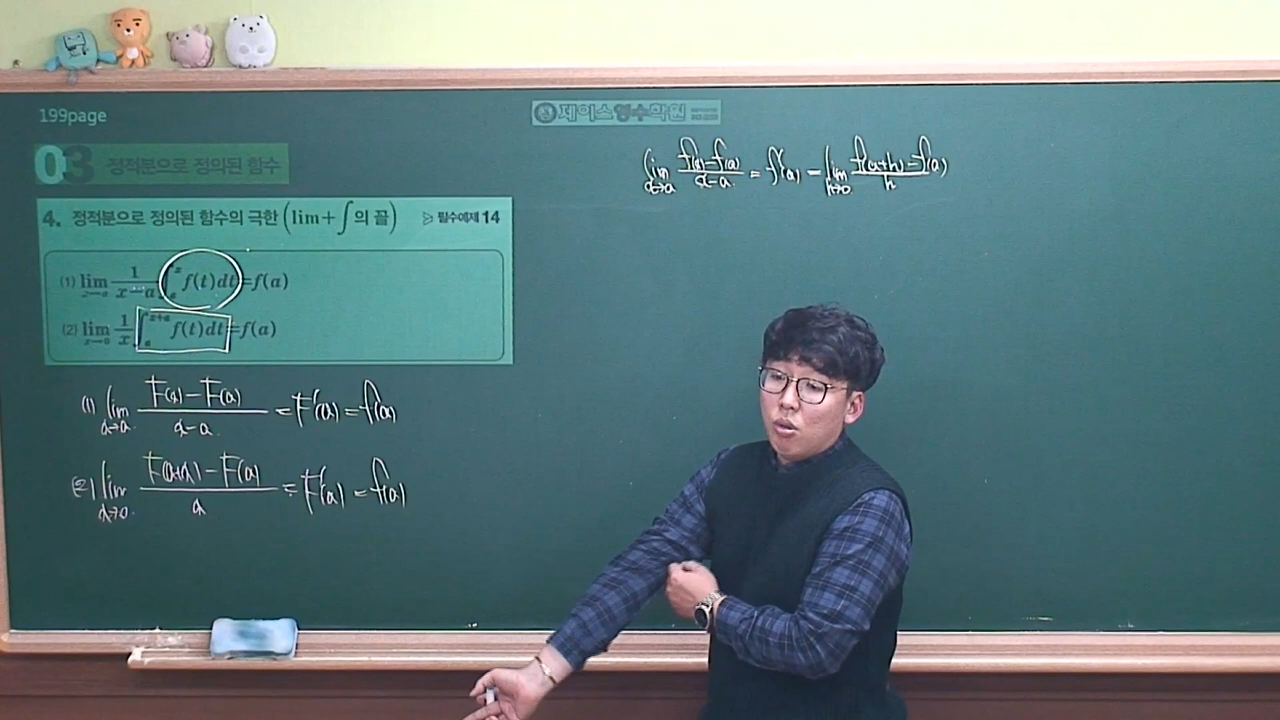 199page
제이스영수학원
03 정적분으로 정의된 함수
4. 정적분으로 정의된 함수의 극한 (lim+∫의 꼴) ▷ 필수예제 14
(1) lim_{x→a} 1/(x−a) ∫_a^x f(t)dt=f(a)
(2) lim_{x→0} 1/x ∫_a^{x+a} f(t)dt=f(a)
lim_{x→a} (f(x)−f(a))/(x−a) = f'(a) = lim_{h→0} (f(a+h)−f(a))/h
(1) lim_{x→a} (F(x)−F(a))/(x−a) = F'(a) = f(a)
(2) lim_{x→0} (F(a+x)−F(a))/x = F'(a) = f(a)